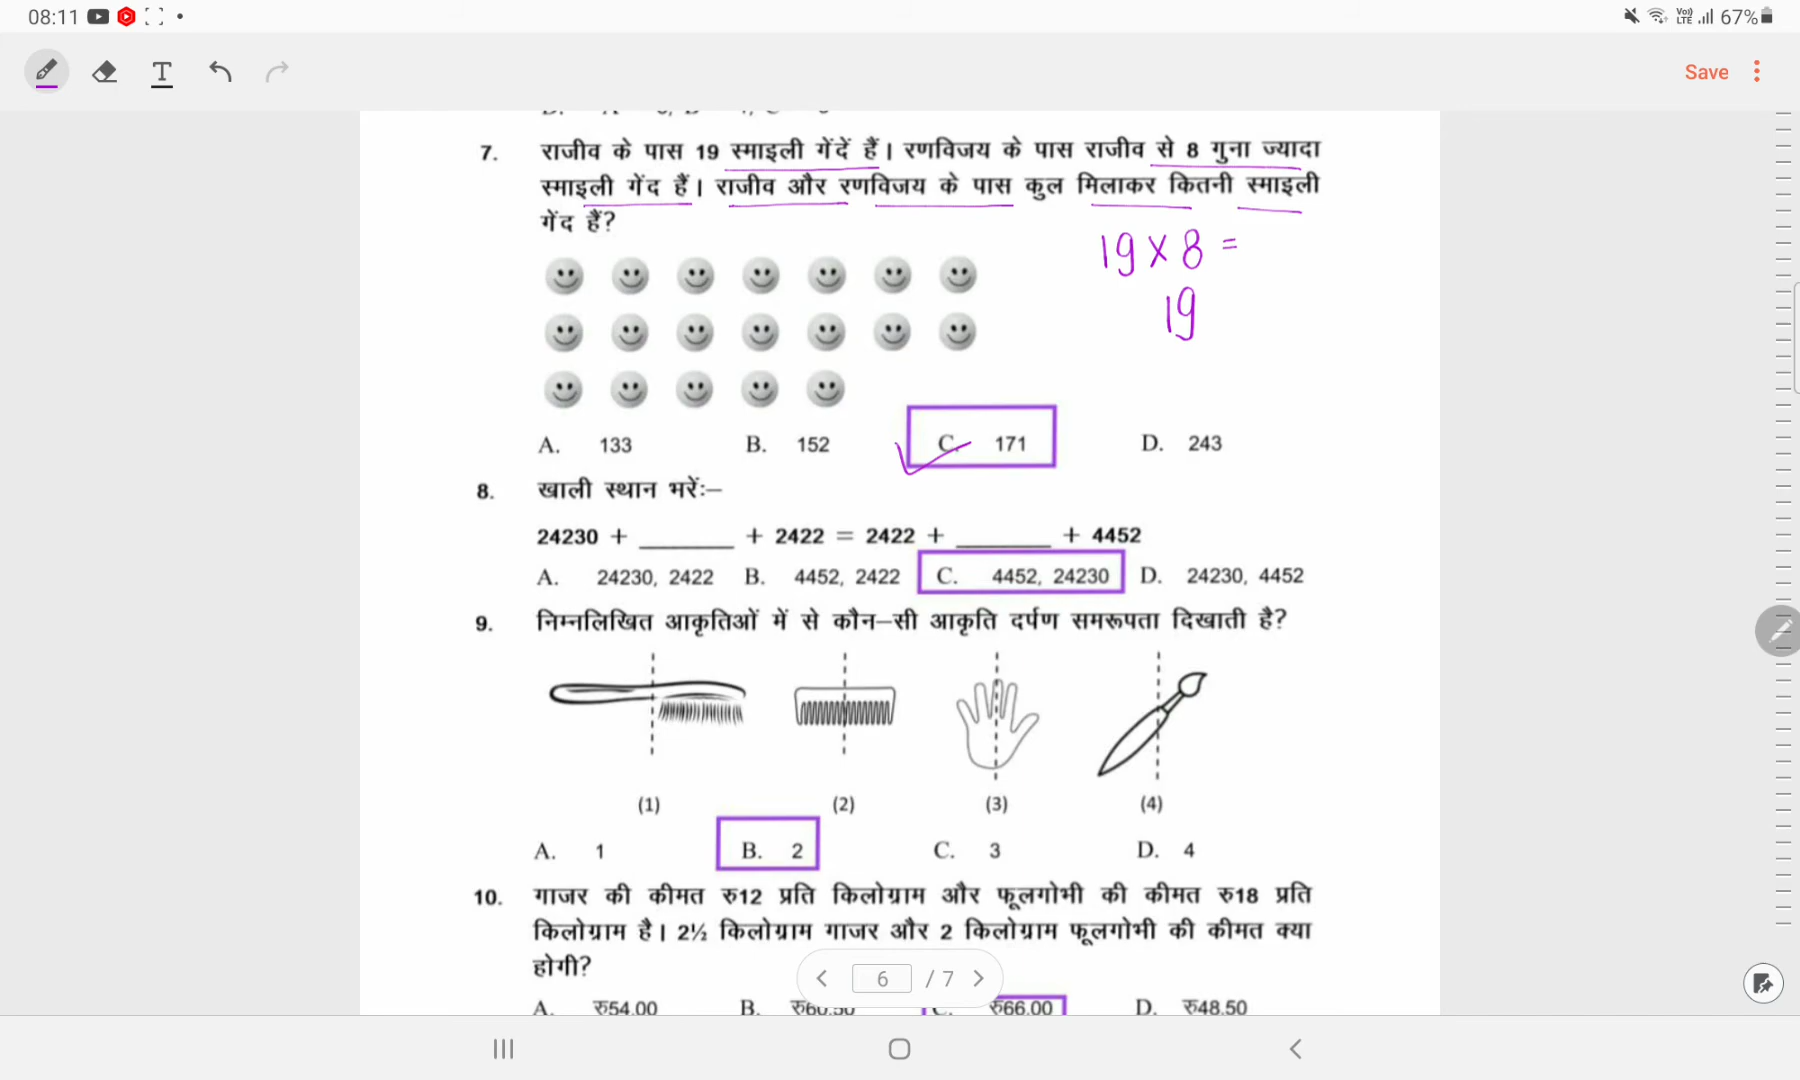 08:11
Vo))
LTE
67%
T
Save
7. राजीव के पास 19 स्माइली गेंदें हैं। रणविजय के पास राजीव से 8 गुना ज्यादा
स्माइली गेंद हैं। राजीव और रणविजय के पास कुल मिलाकर कितनी स्माइली
गेंद हैं?
19 x 8 =
19
A. 133 B. 152 C. 171 D. 243
8. खाली स्थान भरें:–
24230 + ______ + 2422 = 2422 + ______ + 4452
A. 24230, 2422 B. 4452, 2422 C. 4452, 24230 D. 24230, 4452
9. निम्नलिखित आकृतिओं में से कौन–सी आकृति दर्पण समरूपता दिखाती है?
(1) (2) (3) (4)
A. 1 B. 2 C. 3 D. 4
10. गाजर की कीमत रु12 प्रति किलोग्राम और फूलगोभी की कीमत रु18 प्रति
किलोग्राम है। 2½ किलोग्राम गाजर और 2 किलोग्राम फूलगोभी की कीमत क्या
होगी?
6 / 7
A. रु54.00 B. रु60.50 C. रु66.00 D. रु48.50